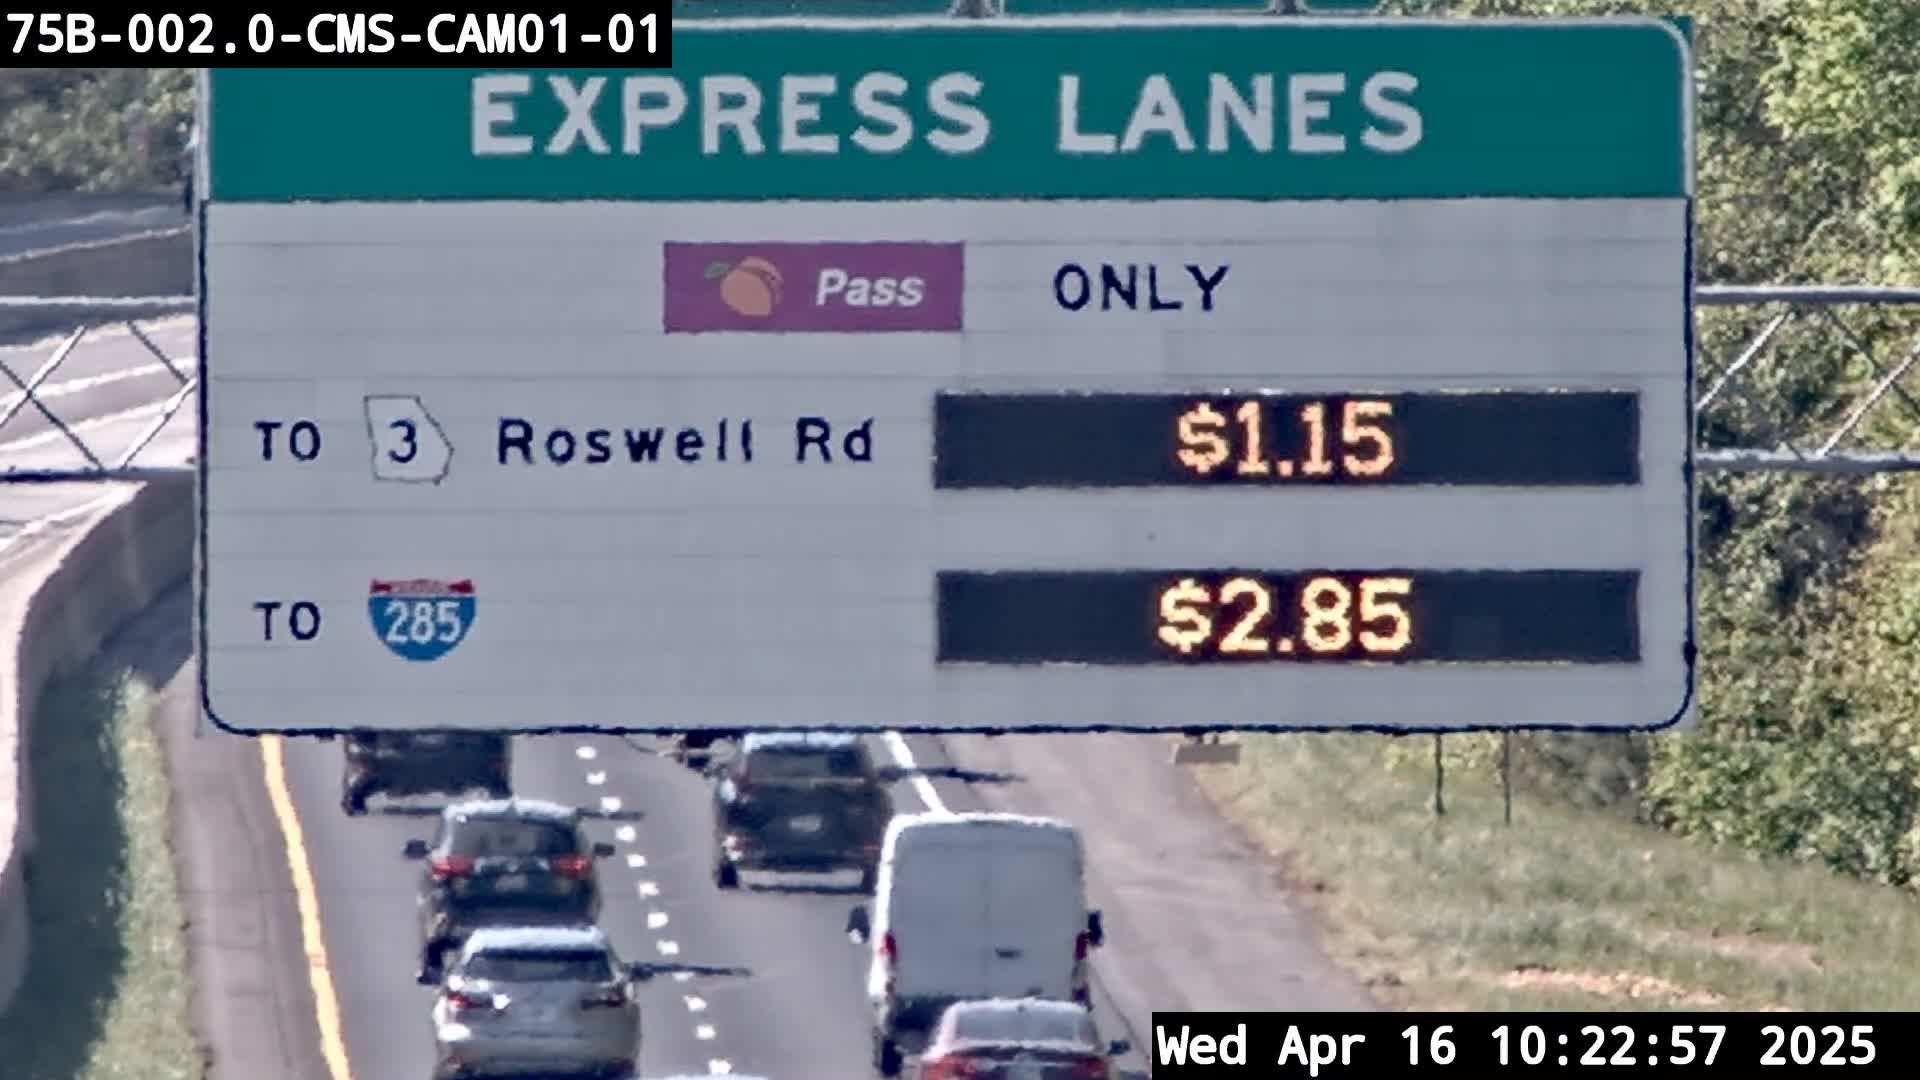 75B-002.0-CMS-CAM01-01
EXPRESS LANES
Pass ONLY
TO 3 Roswell Rd $1.15
TO 285 $2.85
Wed Apr 16 10:22:57 2025